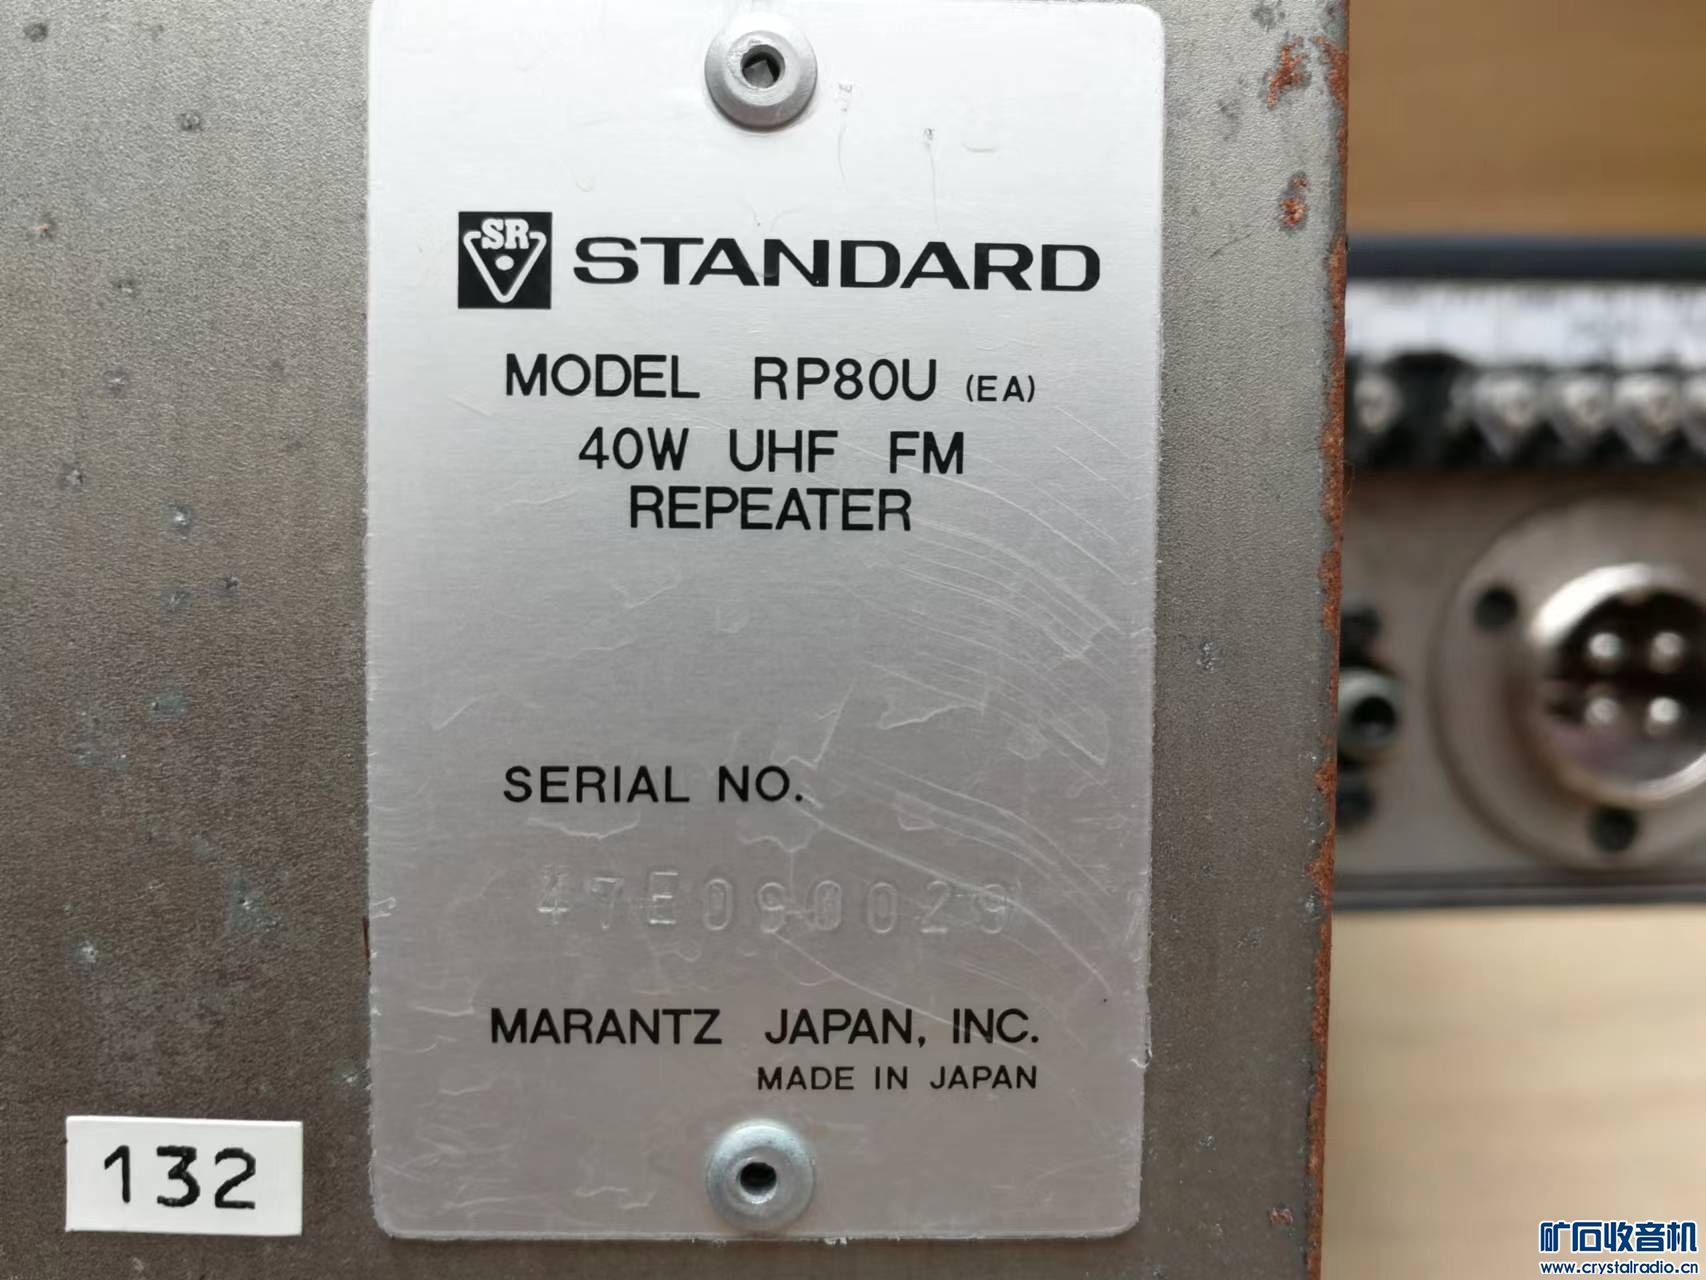 SR STANDARD
MODEL RP80U (EA)
40W UHF FM
REPEATER
SERIAL NO.
47E090029
MARANTZ JAPAN, INC.
MADE IN JAPAN
132
矿石收音机
www.crystalradio.cn